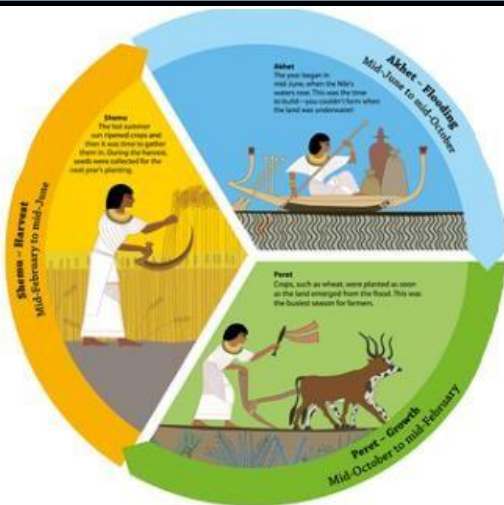 Akhet – Flooding
Mid-June to mid-October
Akhet
The year began in
mid June, when the Nile's
waters rose. This was the time
to build—you couldn't farm when
the land was underwater!
Peret
Crops, such as wheat, were planted as soon
as the land emerged from the flood. This was
the busiest season for farmers.
Peret – Growth
Mid-October to mid-February
Shemu
The last summer
sun ripened crops and
then it was time to gather
them in. During the harvest,
seeds were collected for the
next year's planting.
Shemu – Harvest
Mid-February to mid-June